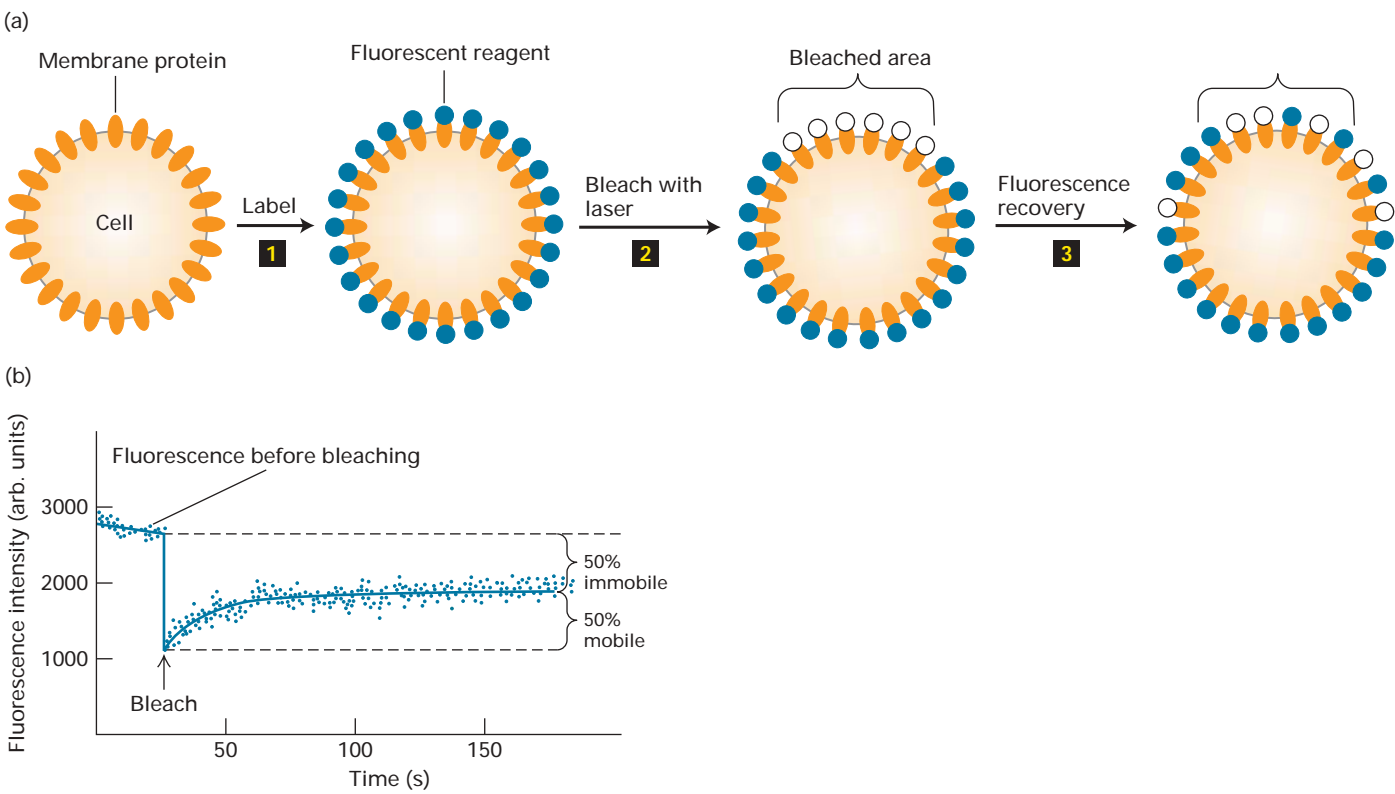 (a)
Membrane protein
Fluorescent reagent
Bleached area
Cell
Label
1
Bleach with
laser
2
Fluorescence
recovery
3
(b)
Fluorescence intensity (arb. units)
Fluorescence before bleaching
3000
2000
1000
50%
immobile
50%
mobile
Bleach
50
100
150
Time (s)